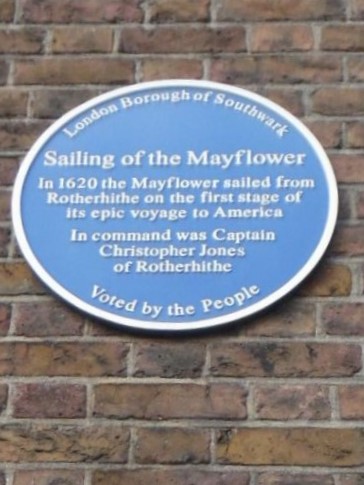 London Borough of Southwark
Sailing of the Mayflower
In 1620 the Mayflower sailed from
Rotherhithe on the first stage of
its epic voyage to America
In command was Captain
Christopher Jones
of Rotherhithe
Voted by the People